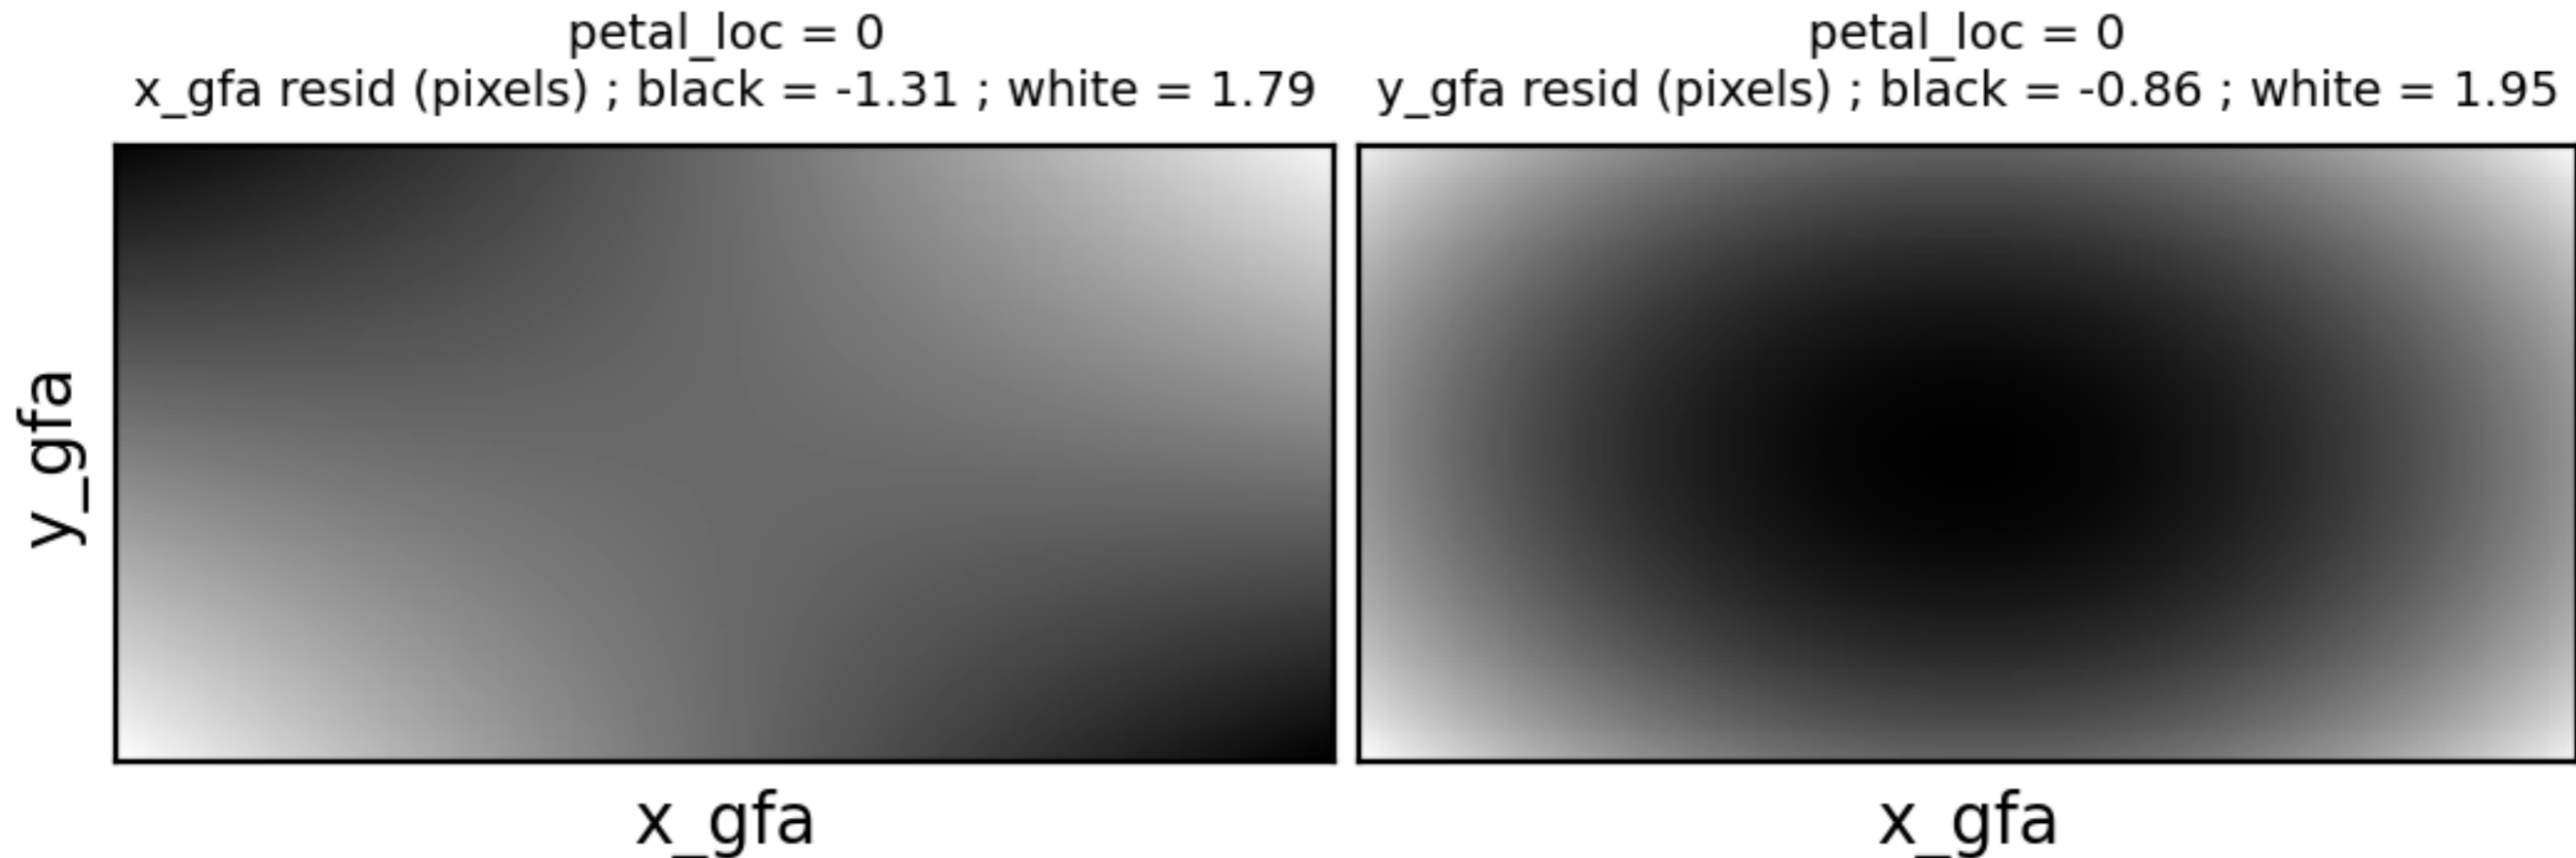 petal_loc = 0
x_gfa resid (pixels) ; black = -1.31 ; white = 1.79
petal_loc = 0
y_gfa resid (pixels) ; black = -0.86 ; white = 1.95
y_gfa
x_gfa
x_gfa